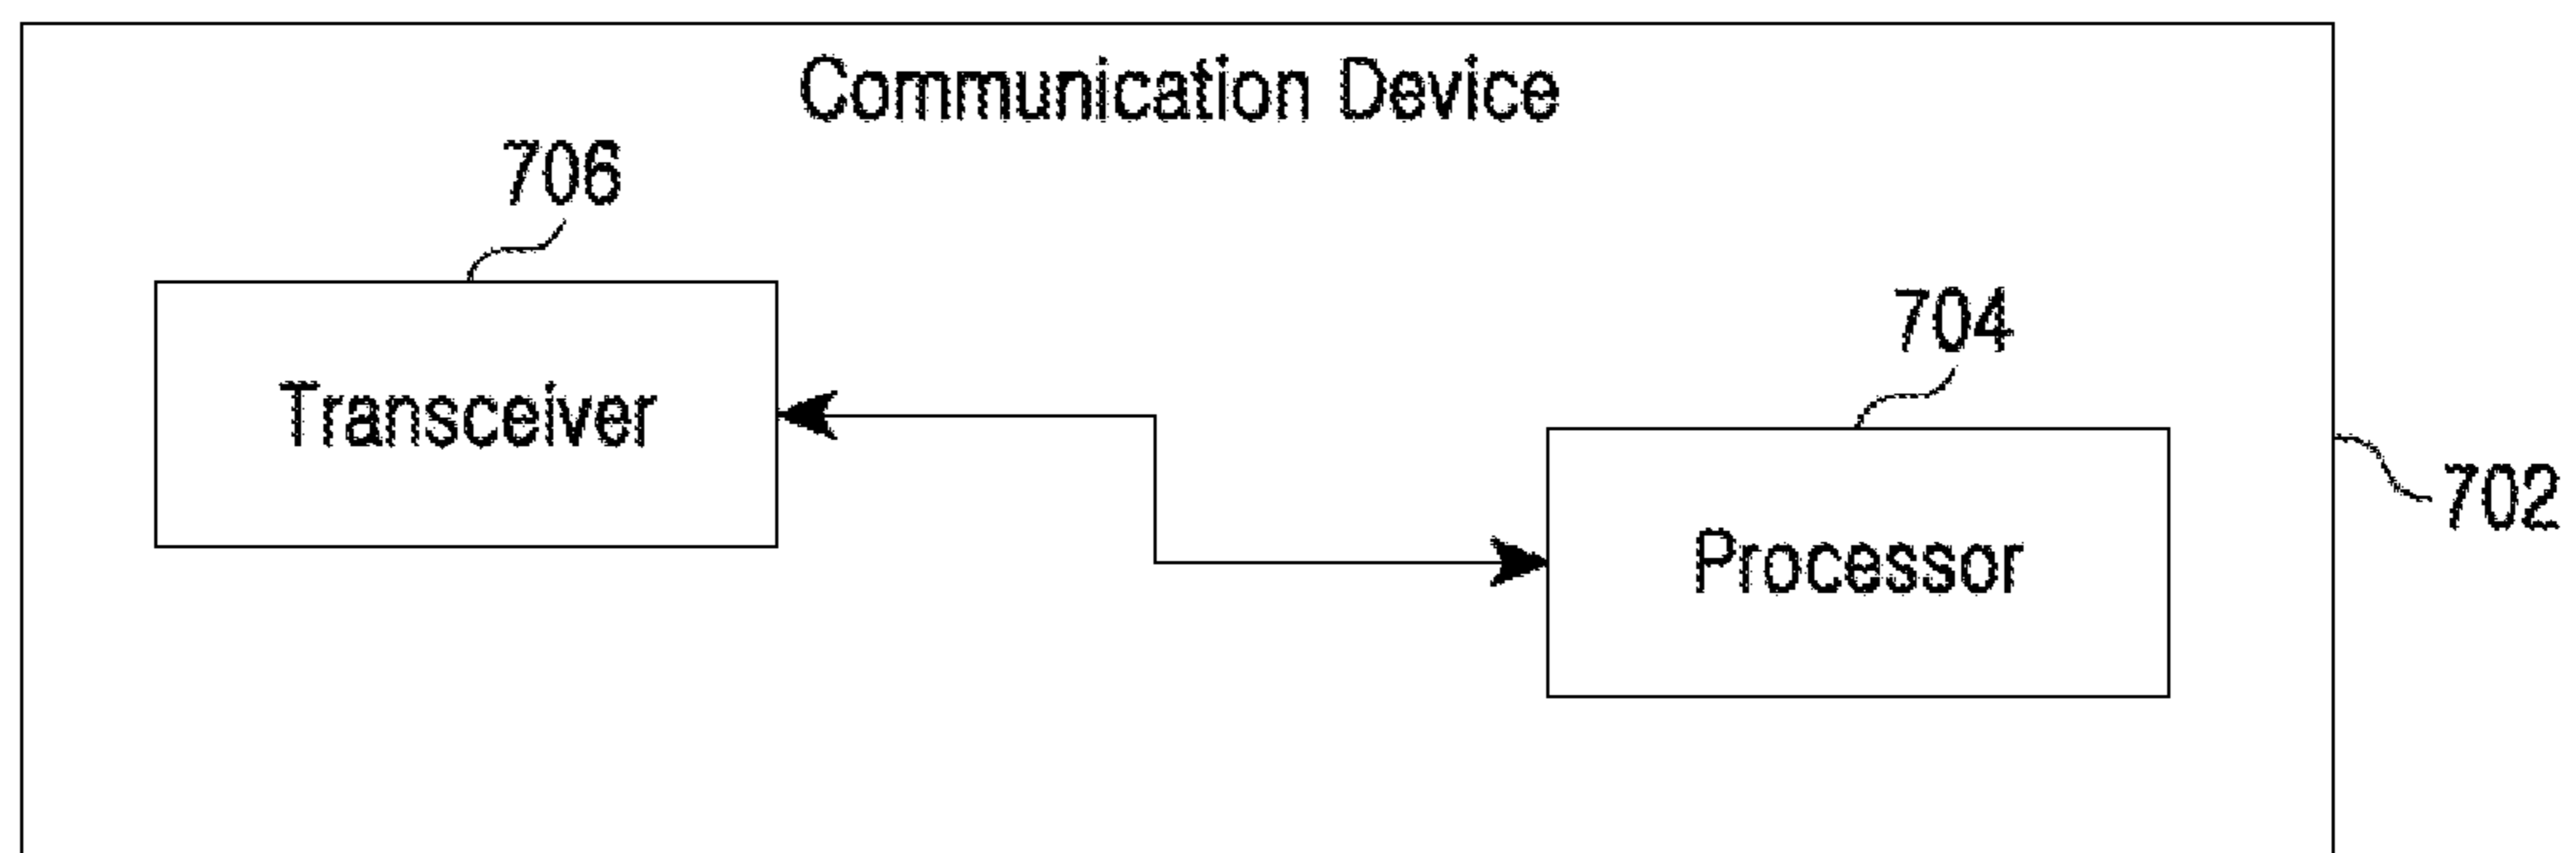 Communication Device
706
Transceiver
704
Processor
702